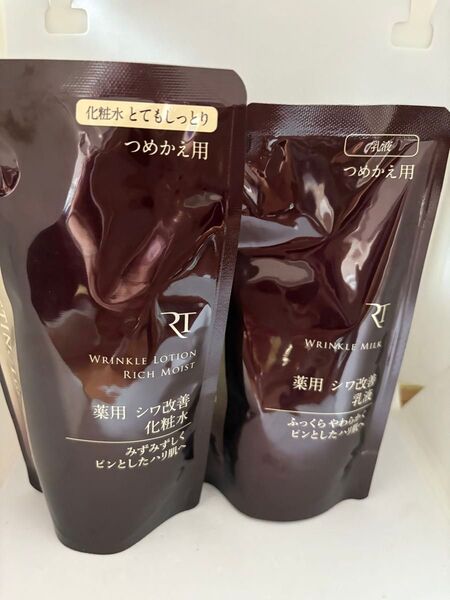 化粧水 とてもしっとり
つめかえ用
RI
WRINKLE LOTION
RICH MOIST
薬用 シワ改善
化粧水
みずみずしく
ピンとしたハリ肌へ
乳液
つめかえ用
RI
WRINKLE MILK
薬用 シワ改善
乳液
ふっくら やわらかく
ピンとしたハリ肌へ